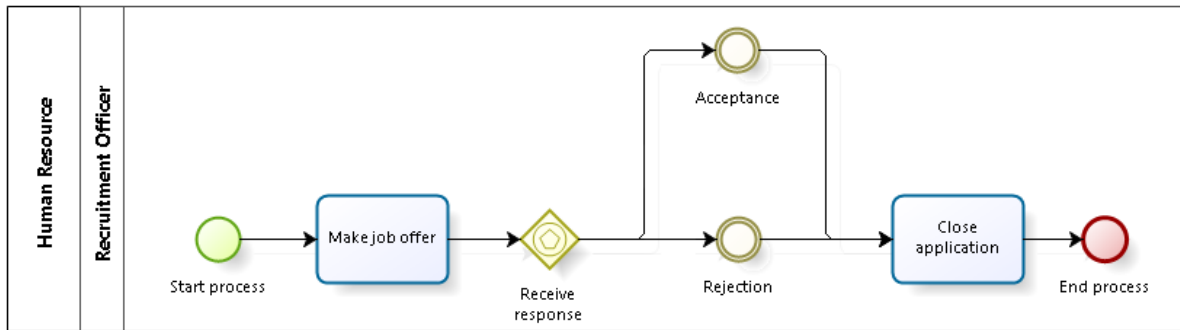 Human Resource
Recruitment Officer
Acceptance
Make job offer
Close
application
Start process
Receive
response
Rejection
End process